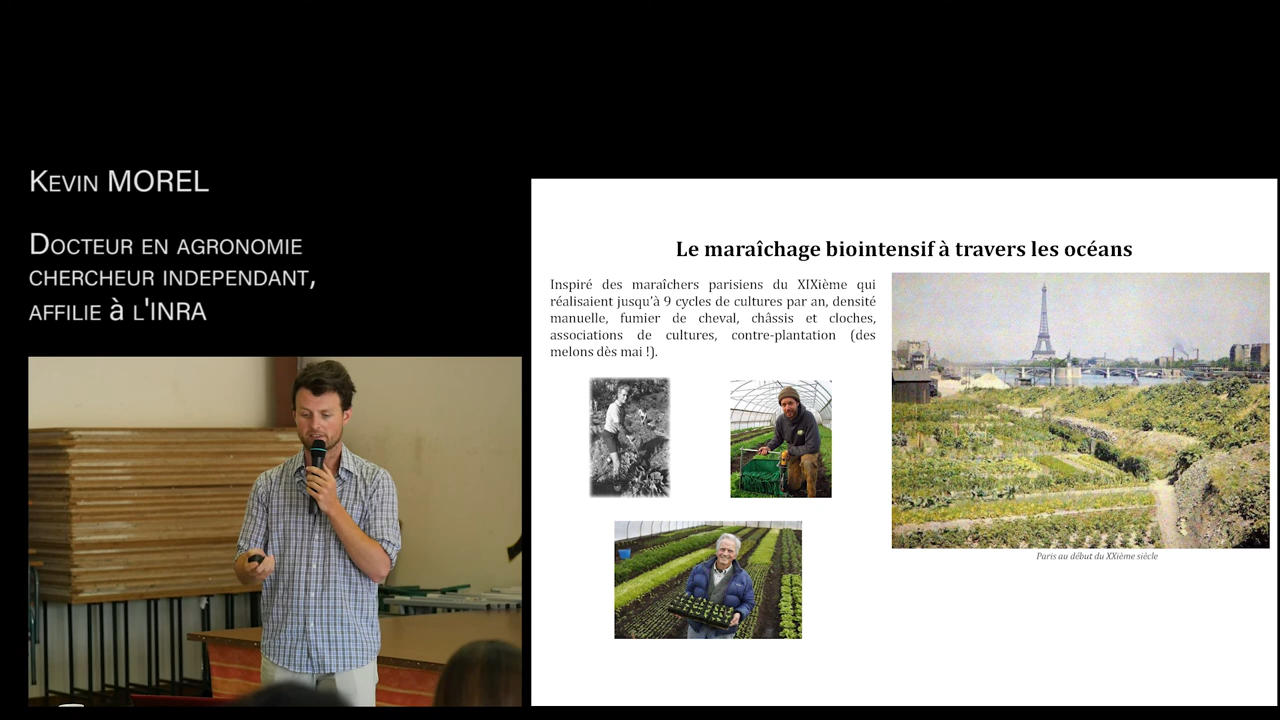 Kevin MOREL
Docteur en agronomie
chercheur independant,
affilie à l'INRA
Le maraîchage biointensif à travers les océans
Inspiré des maraîchers parisiens du XIXième qui
réalisaient jusqu'à 9 cycles de cultures par an, densité
manuelle, fumier de cheval, châssis et cloches,
associations de cultures, contre-plantation (des
melons dès mai !).
Paris au début du XXième siècle